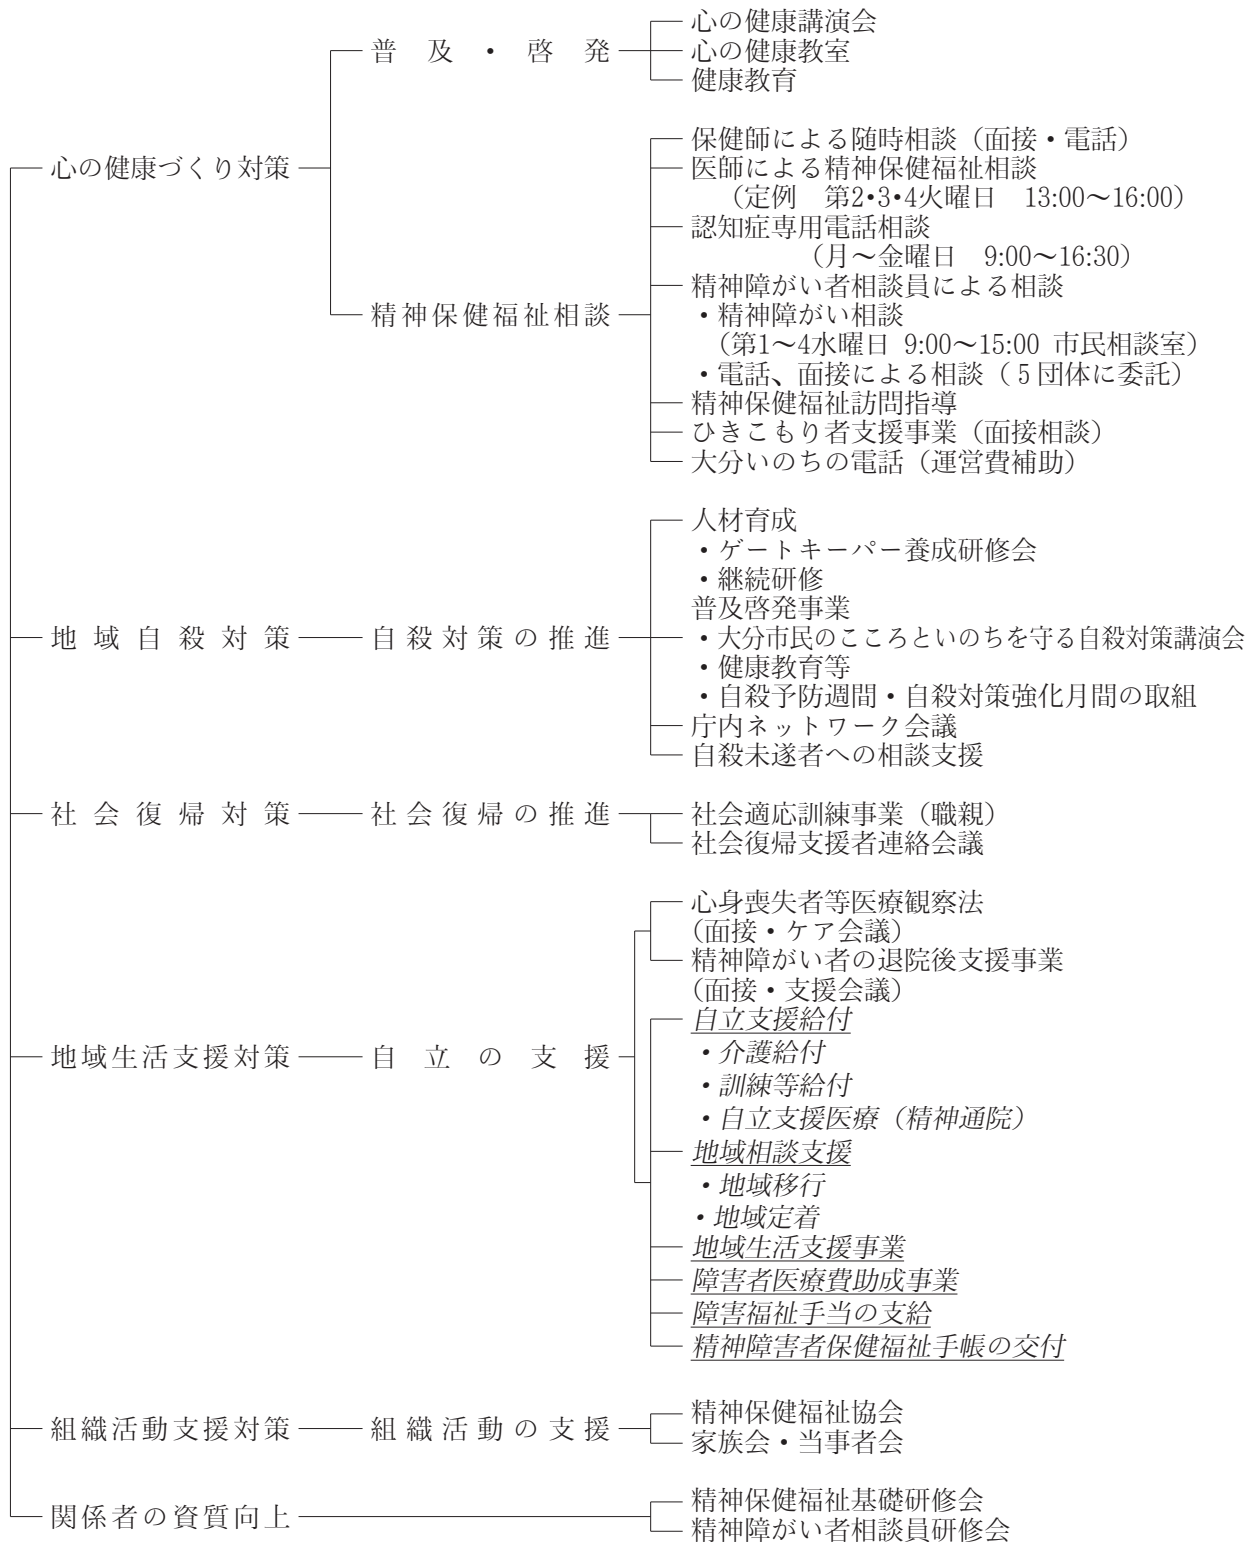 心の健康づくり対策
普及・啓発
心の健康講演会
心の健康教室
健康教育
精神保健福祉相談
保健師による随時相談（面接・電話）
医師による精神保健福祉相談
（定例　第2・3・4火曜日　13:00〜16:00）
認知症専用電話相談
（月〜金曜日　9:00〜16:30）
精神障がい者相談員による相談
・精神障がい相談
（第1〜4水曜日 9:00〜15:00 市民相談室）
・電話、面接による相談（５団体に委託）
精神保健福祉訪問指導
ひきこもり者支援事業（面接相談）
大分いのちの電話（運営費補助）
地域自殺対策
自殺対策の推進
人材育成
・ゲートキーパー養成研修会
・継続研修
普及啓発事業
・大分市民のこころといのちを守る自殺対策講演会
・健康教育等
・自殺予防週間・自殺対策強化月間の取組
庁内ネットワーク会議
自殺未遂者への相談支援
社会復帰対策
社会復帰の推進
社会適応訓練事業（職親）
社会復帰支援者連絡会議
地域生活支援対策
自立の支援
心身喪失者等医療観察法
（面接・ケア会議）
精神障がい者の退院後支援事業
（面接・支援会議）
自立支援給付
・介護給付
・訓練等給付
・自立支援医療（精神通院）
地域相談支援
・地域移行
・地域定着
地域生活支援事業
障害者医療費助成事業
障害福祉手当の支給
精神障害者保健福祉手帳の交付
組織活動支援対策
組織活動の支援
精神保健福祉協会
家族会・当事者会
関係者の資質向上
精神保健福祉基礎研修会
精神障がい者相談員研修会